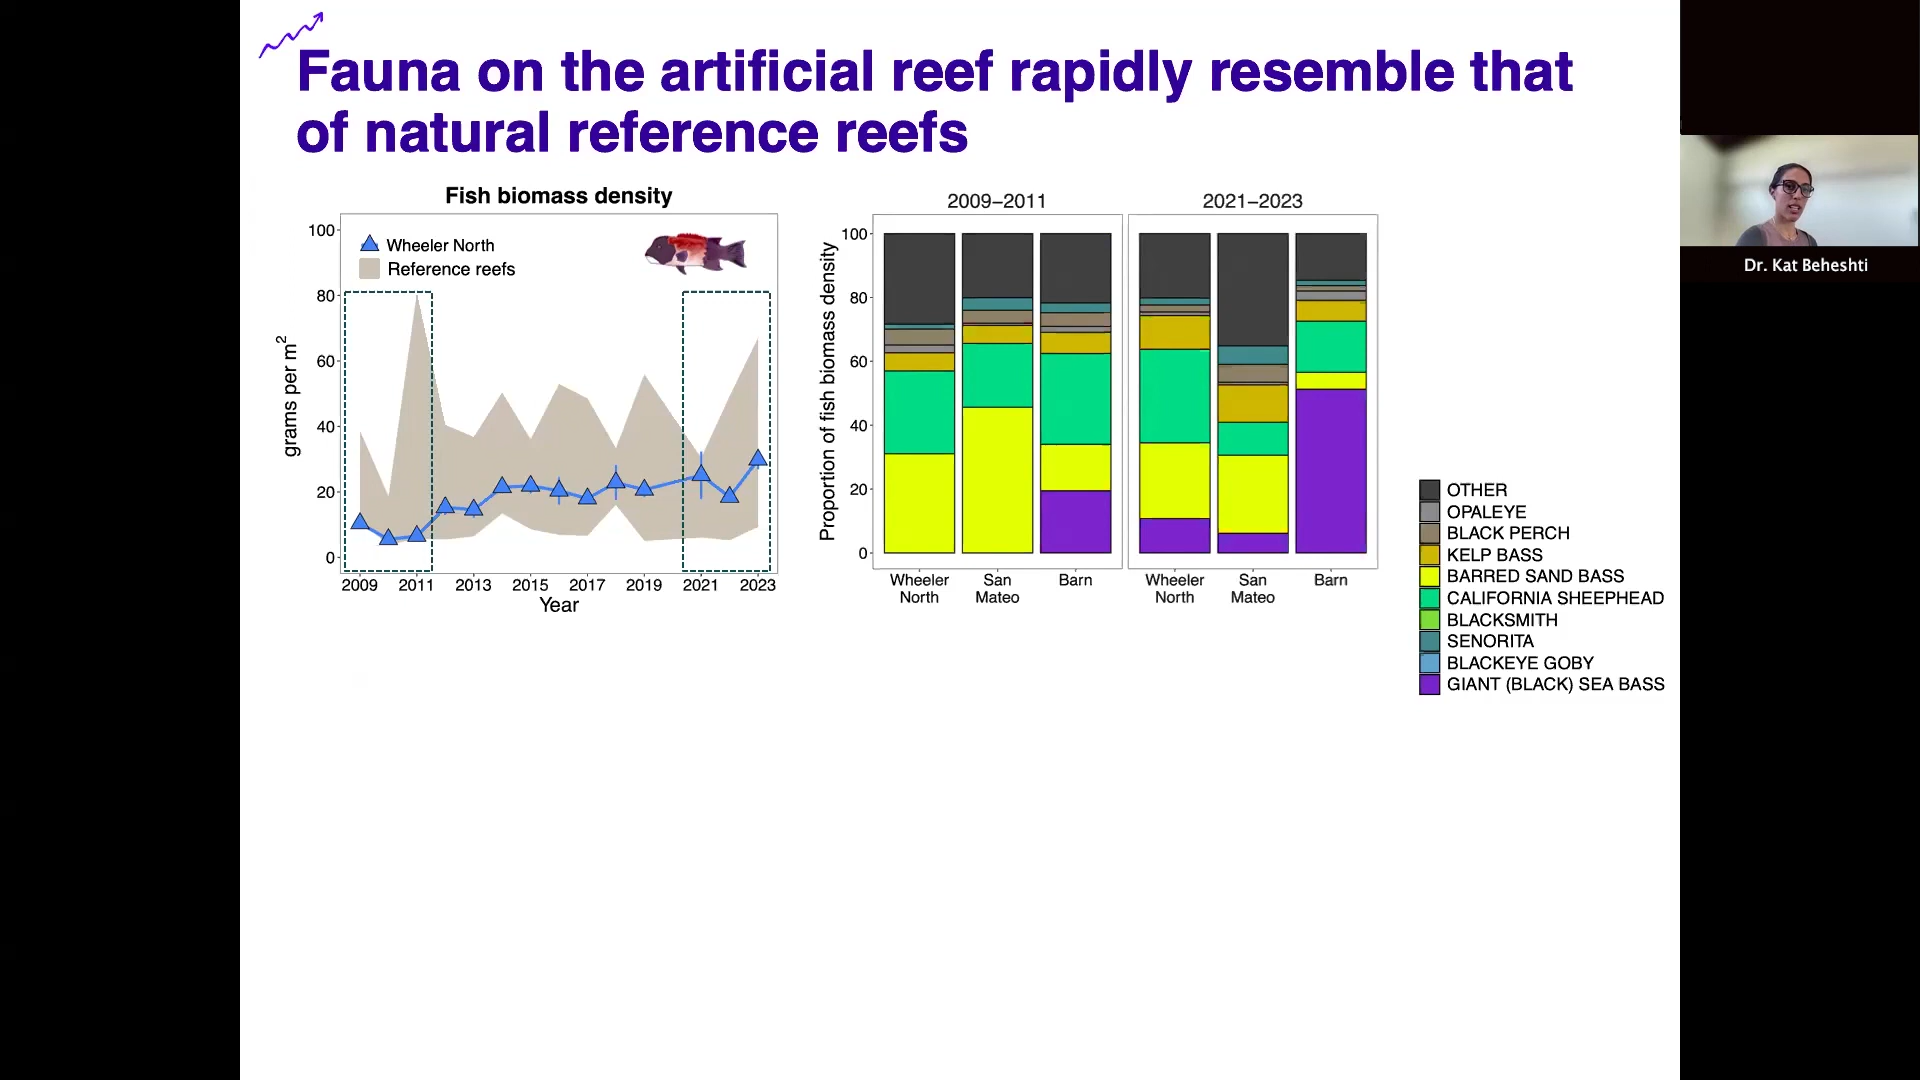 Fauna on the artificial reef rapidly resemble that
of natural reference reefs
Fish biomass density
100
80
60
40
20
0
grams per m2
Wheeler North
Reference reefs
2009 2011 2013 2015 2017 2019 2021 2023
Year
2009–2011
2021–2023
Proportion of fish biomass density
100
80
60
40
20
0
Wheeler
North
San
Mateo
Barn
Wheeler
North
San
Mateo
Barn
OTHER
OPALEYE
BLACK PERCH
KELP BASS
BARRED SAND BASS
CALIFORNIA SHEEPHEAD
BLACKSMITH
SENORITA
BLACKEYE GOBY
GIANT (BLACK) SEA BASS
Dr. Kat Beheshti